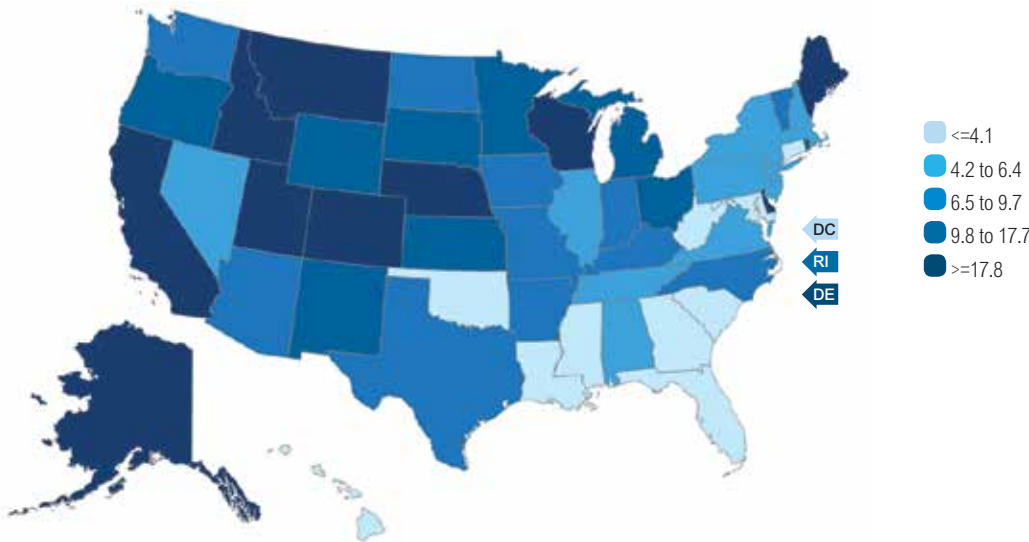 <=4.1
4.2 to 6.4
6.5 to 9.7
9.8 to 17.7
>=17.8
DC
RI
DE